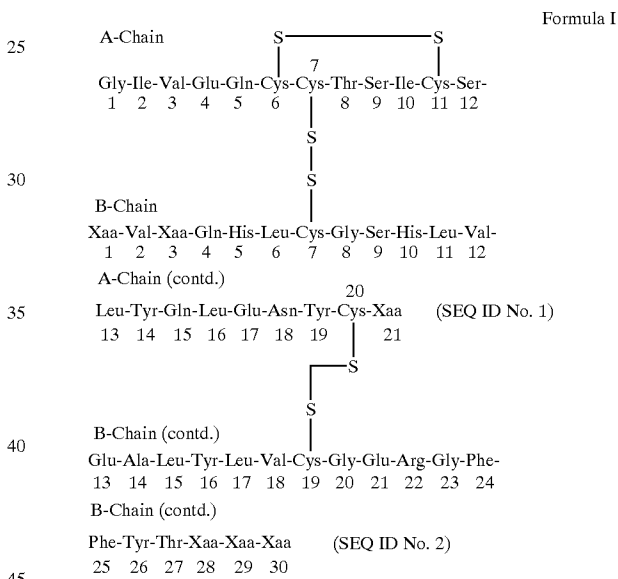 Formula I
25
A-Chain
S S
7
Gly-Ile-Val-Glu-Gln-Cys-Cys-Thr-Ser-Ile-Cys-Ser-
1 2 3 4 5 6 8 9 10 11 12
S
30
S
B-Chain
Xaa-Val-Xaa-Gln-His-Leu-Cys-Gly-Ser-His-Leu-Val-
1 2 3 4 5 6 7 8 9 10 11 12
A-Chain (contd.)
20
35 Leu-Tyr-Gln-Leu-Glu-Asn-Tyr-Cys-Xaa (SEQ ID No. 1)
13 14 15 16 17 18 19 21
S
S
40
B-Chain (contd.)
Glu-Ala-Leu-Tyr-Leu-Val-Cys-Gly-Glu-Arg-Gly-Phe-
13 14 15 16 17 18 19 20 21 22 23 24
B-Chain (contd.)
Phe-Tyr-Thr-Xaa-Xaa-Xaa (SEQ ID No. 2)
25 26 27 28 29 30
45